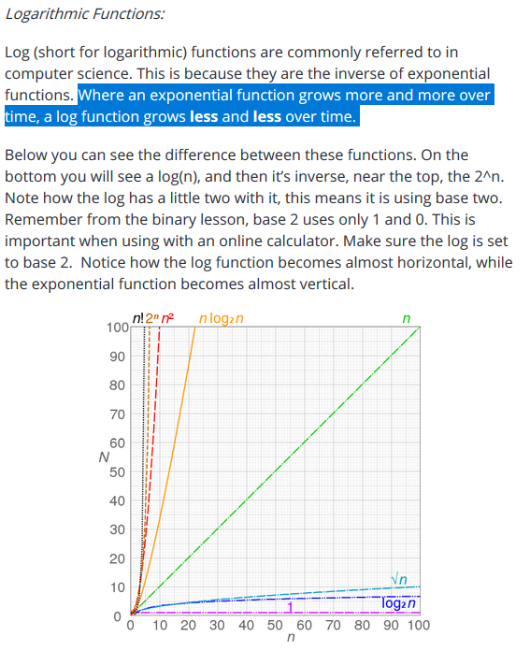 Logarithmic Functions:
Log (short for logarithmic) functions are commonly referred to in
computer science. This is because they are the inverse of exponential
functions. Where an exponential function grows more and more over
time, a log function grows less and less over time.
Below you can see the difference between these functions. On the
bottom you will see a log(n), and then it's inverse, near the top, the 2^n.
Note how the log has a little two with it, this means it is using base two.
Remember from the binary lesson, base 2 uses only 1 and 0. This is
important when using with an online calculator. Make sure the log is set
to base 2.  Notice how the log function becomes almost horizontal, while
the exponential function becomes almost vertical.
n! 2ⁿ n² n log₂n n
100
90
80
70
60
N
50
40
30
20
√n
10
log₂n
1
0
0 10 20 30 40 50 60 70 80 90 100
n